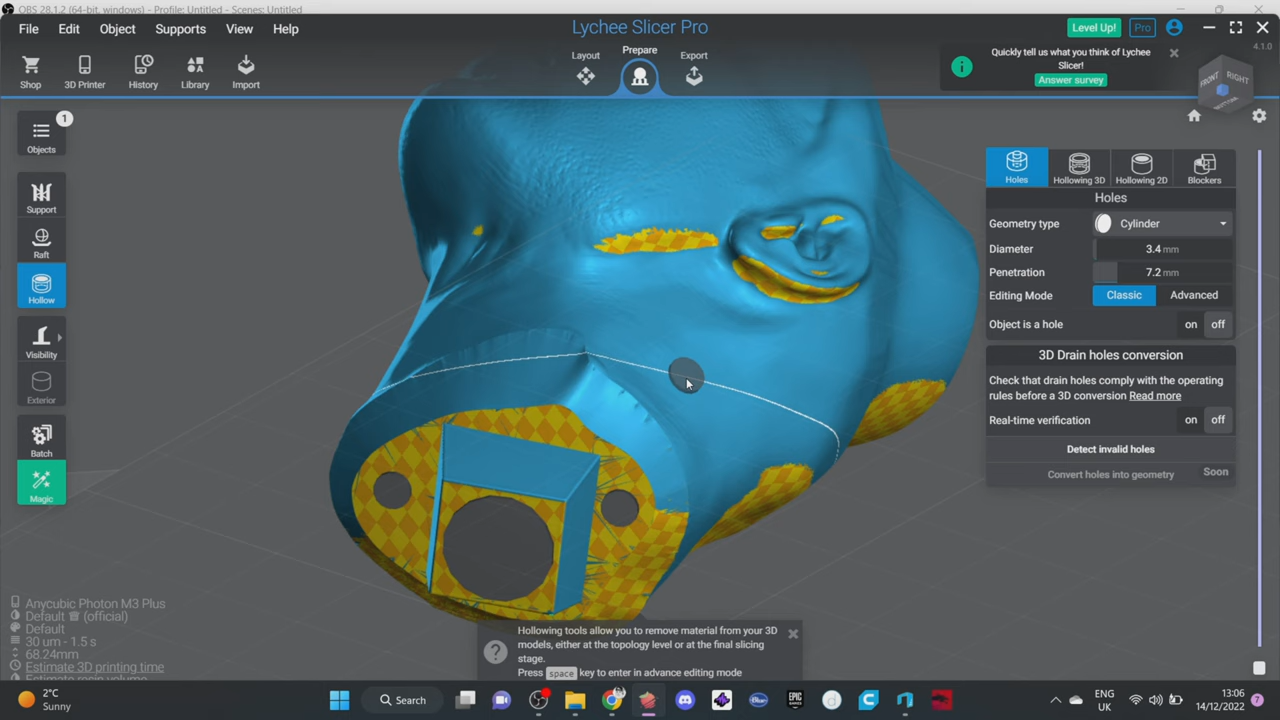 OBS 28.1.2 (64-bit, windows) - Profile: Untitled - Scenes: Untitled
File Edit Object Supports View Help
Lychee Slicer Pro
Level Up! Pro
4.1.0
Shop 3D Printer History Library Import
Layout Prepare Export
Quickly tell us what you think of Lychee
Slicer!
Answer survey
FRONT RIGHT BOTTOM
Objects 1
Support
Raft
Hollow
Visibility
Exterior
Batch
Magic
Holes Hollowing 3D Hollowing 2D Blockers
Holes
Geometry type Cylinder
Diameter 3.4 mm
Penetration 7.2 mm
Editing Mode Classic Advanced
Object is a hole on off
3D Drain holes conversion
Check that drain holes comply with the operating
rules before a 3D conversion Read more
Real-time verification on off
Detect invalid holes
Convert holes into geometry Soon
Anycubic Photon M3 Plus
Default (official)
Default
30 um - 1.5 s
68.24mm
Estimate 3D printing time
Estimate resin volume
Hollowing tools allow you to remove material from your 3D
models, either at the topology level or at the final slicing
stage.
Press space key to enter in advance editing mode
2°C
Sunny
Search
ENG
UK
13:06
14/12/2022
7